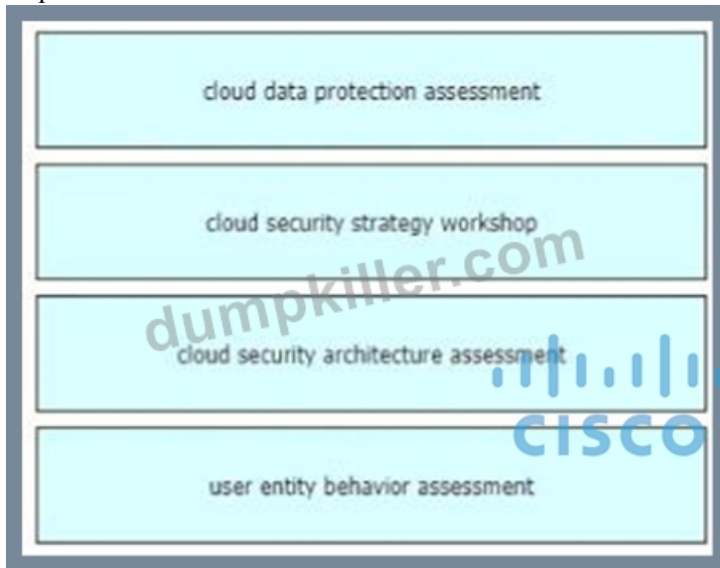 cloud data protection assessment
cloud security strategy workshop
dumpkiller.com
cloud security architecture assessment
CISCO
user entity behavior assessment